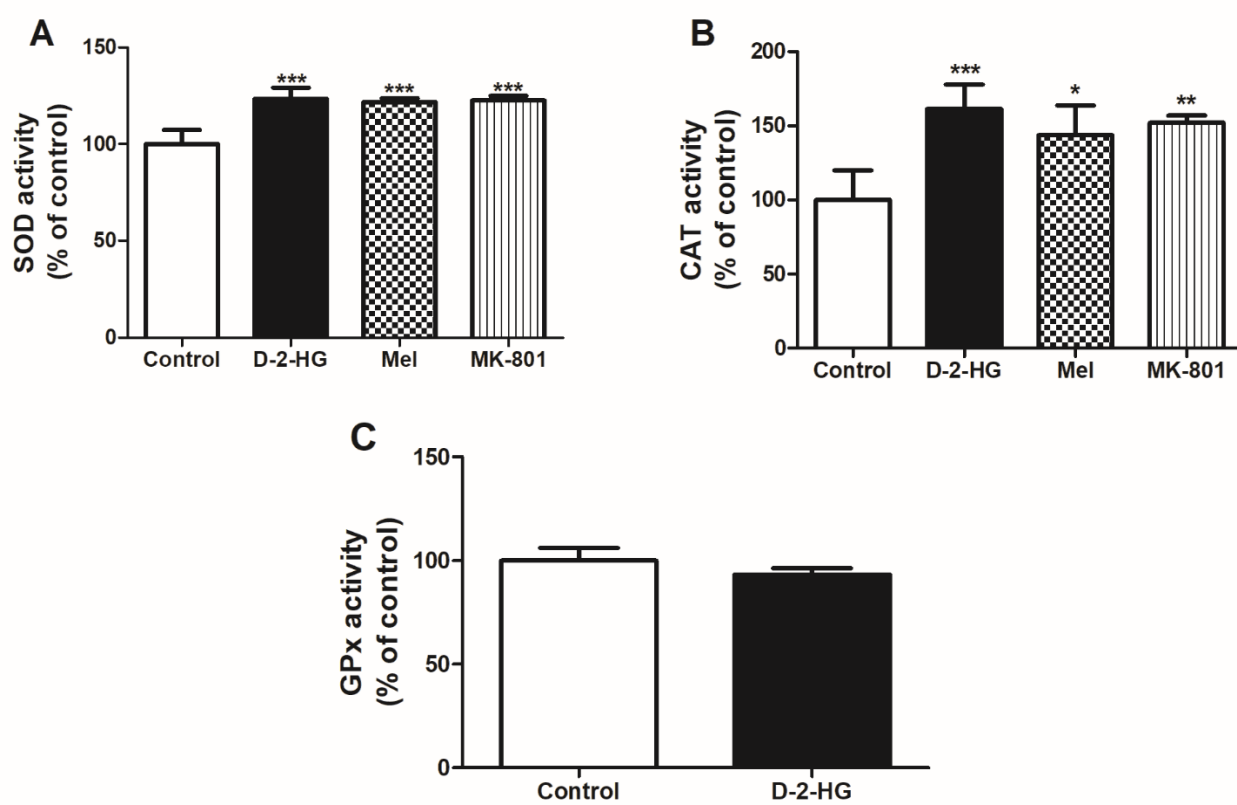 A
SOD activity
(% of control)
150
100
50
0
***
***
***
Control
D-2-HG
Mel
MK-801
B
CAT activity
(% of control)
200
150
100
50
0
***
*
**
Control
D-2-HG
Mel
MK-801
C
GPx activity
(% of control)
150
100
50
0
Control
D-2-HG